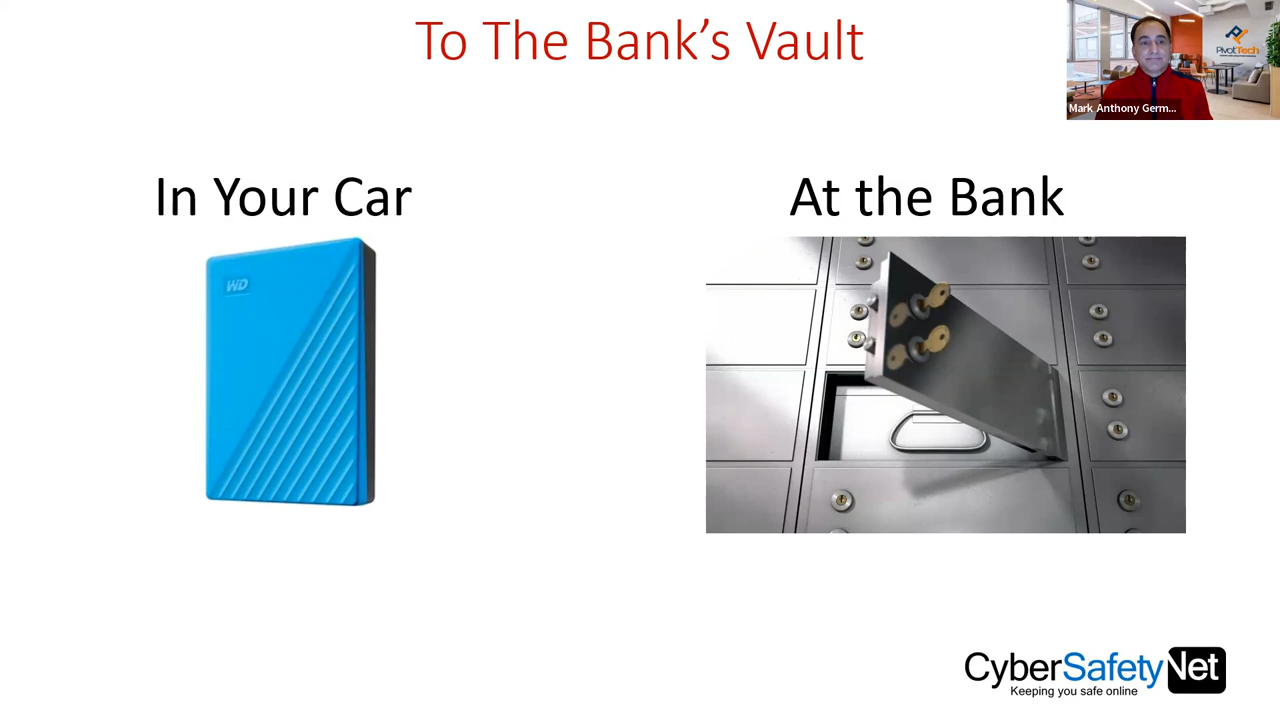 To The Bank's Vault
PivotTech
Mark Anthony Germ...
In Your Car
At the Bank
WD
CyberSafetyNet
Keeping you safe online